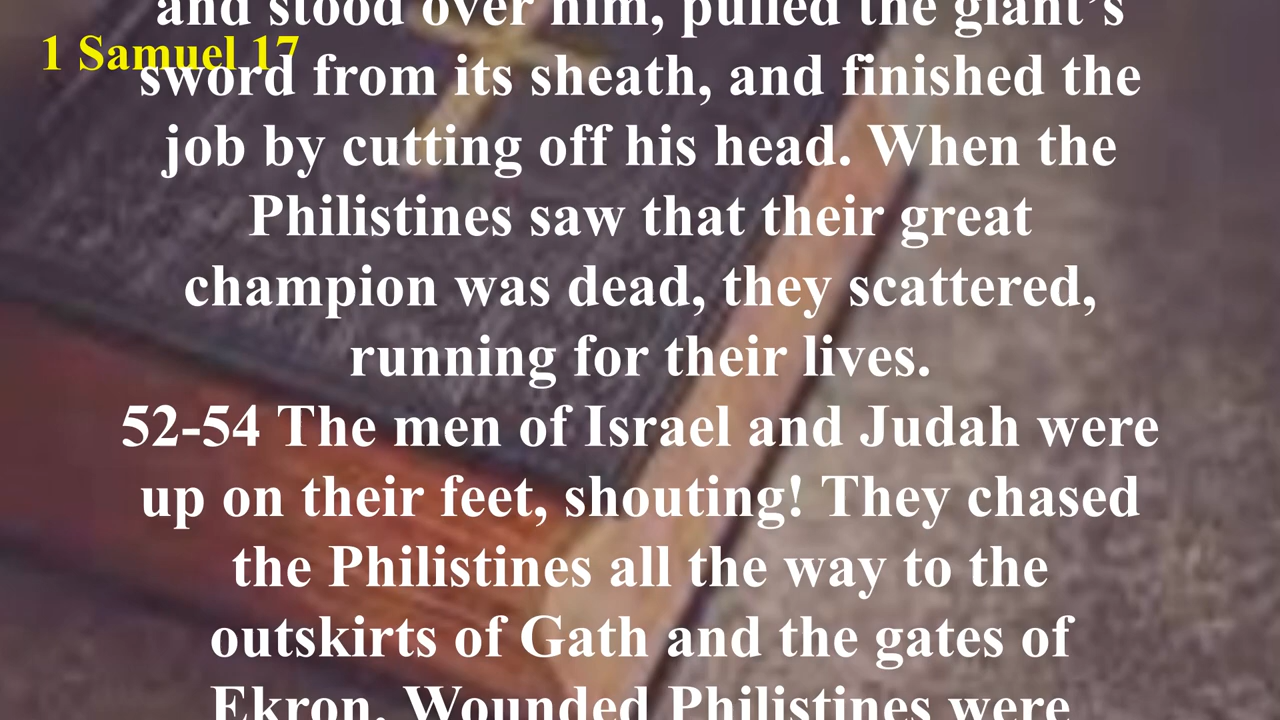 and stood over him, pulled the giant’s
1 Samuel 17
sword from its sheath, and finished the
job by cutting off his head. When the
Philistines saw that their great
champion was dead, they scattered,
running for their lives.
52-54 The men of Israel and Judah were
up on their feet, shouting! They chased
the Philistines all the way to the
outskirts of Gath and the gates of
Ekron. Wounded Philistines were